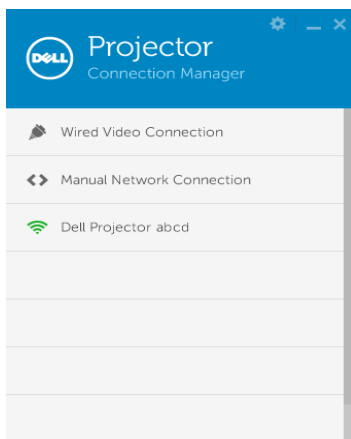 DELL
Projector
Connection Manager
Wired Video Connection
Manual Network Connection
Dell Projector abcd